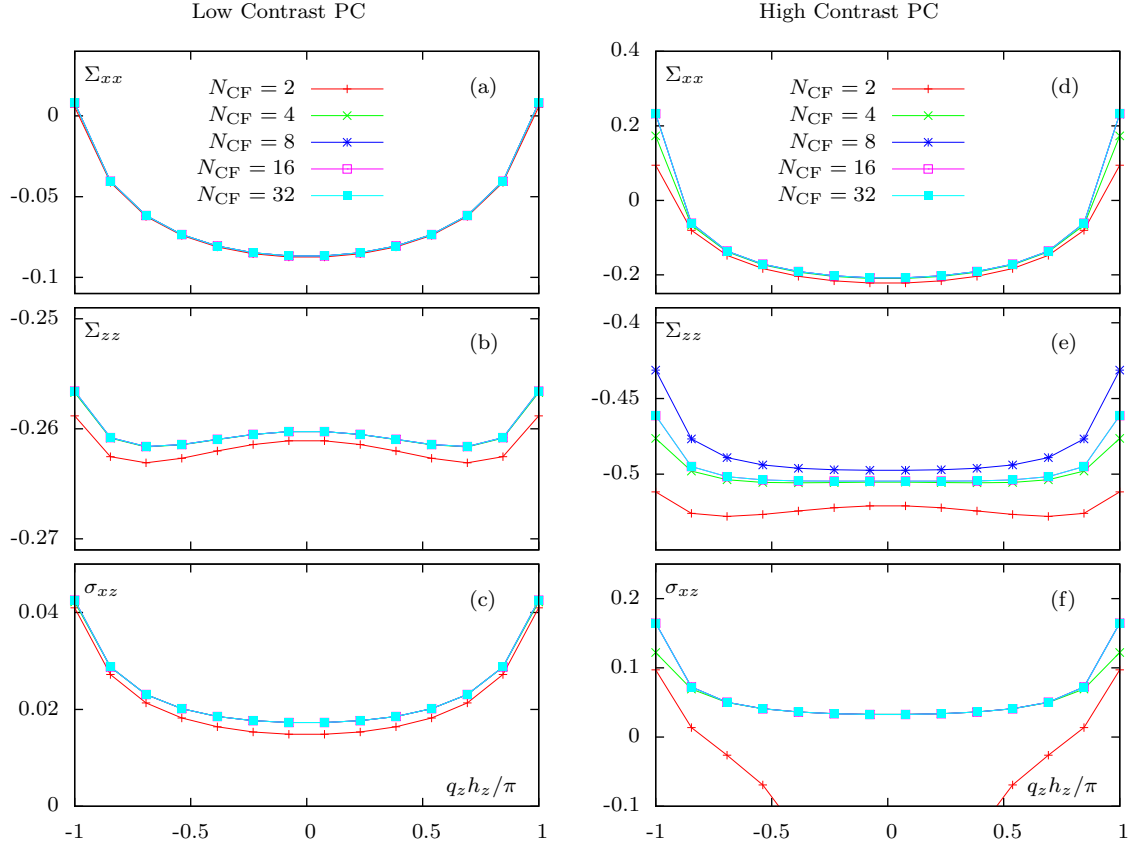 Low Contrast PC
Σxx
(a)
NCF = 2
NCF = 4
NCF = 8
NCF = 16
NCF = 32
0
-0.05
-0.1
Σzz
(b)
-0.25
-0.26
-0.27
σxz
(c)
0.04
0.02
0
qzhz/π
-1 -0.5 0 0.5 1
High Contrast PC
Σxx
(d)
NCF = 2
NCF = 4
NCF = 8
NCF = 16
NCF = 32
0.4
0.2
0
-0.2
Σzz
(e)
-0.4
-0.45
-0.5
σxz
(f)
0.2
0.1
0
-0.1
qzhz/π
-1 -0.5 0 0.5 1